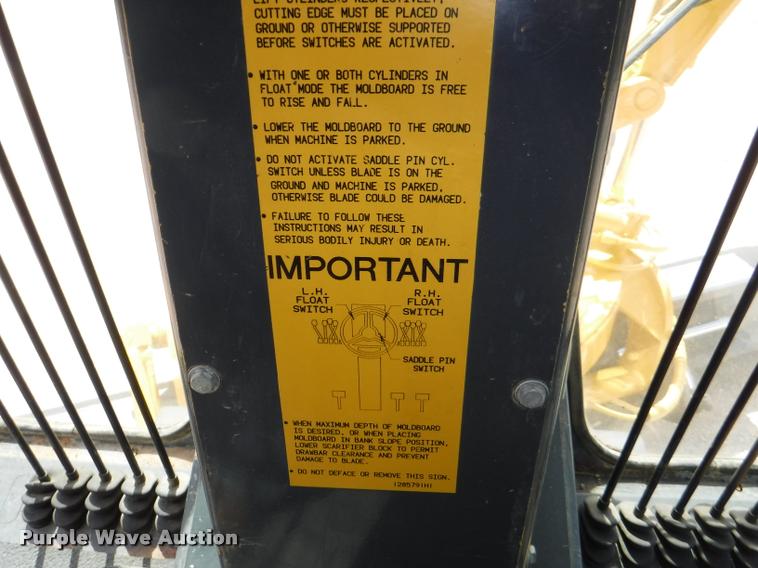 LIFT CYLINDERS RESPECTIVELY,
CUTTING EDGE MUST BE PLACED ON
GROUND OR OTHERWISE SUPPORTED
BEFORE SWITCHES ARE ACTIVATED.
• WITH ONE OR BOTH CYLINDERS IN
FLOAT MODE THE MOLDBOARD IS FREE
TO RISE AND FALL.
• LOWER THE MOLDBOARD TO THE GROUND
WHEN MACHINE IS PARKED.
• DO NOT ACTIVATE SADDLE PIN CYL.
SWITCH UNLESS BLADE IS ON THE
GROUND AND MACHINE IS PARKED,
OTHERWISE BLADE COULD BE DAMAGED.
• FAILURE TO FOLLOW THESE
INSTRUCTIONS MAY RESULT IN
SERIOUS BODILY INJURY OR DEATH.
IMPORTANT
L.H.
FLOAT
SWITCH
R.H.
FLOAT
SWITCH
SADDLE PIN
SWITCH
• WHEN MAXIMUM DEPTH OF MOLDBOARD
IS DESIRED, OR WHEN PLACING
MOLDBOARD IN BANK SLOPE POSITION,
LOWER SCARIFIER BLOCK TO PERMIT
DRAWBAR CLEARANCE AND PREVENT
DAMAGE TO BLADE.
• DO NOT DEFACE OR REMOVE THIS SIGN.
1285791H1
Purple Wave Auction